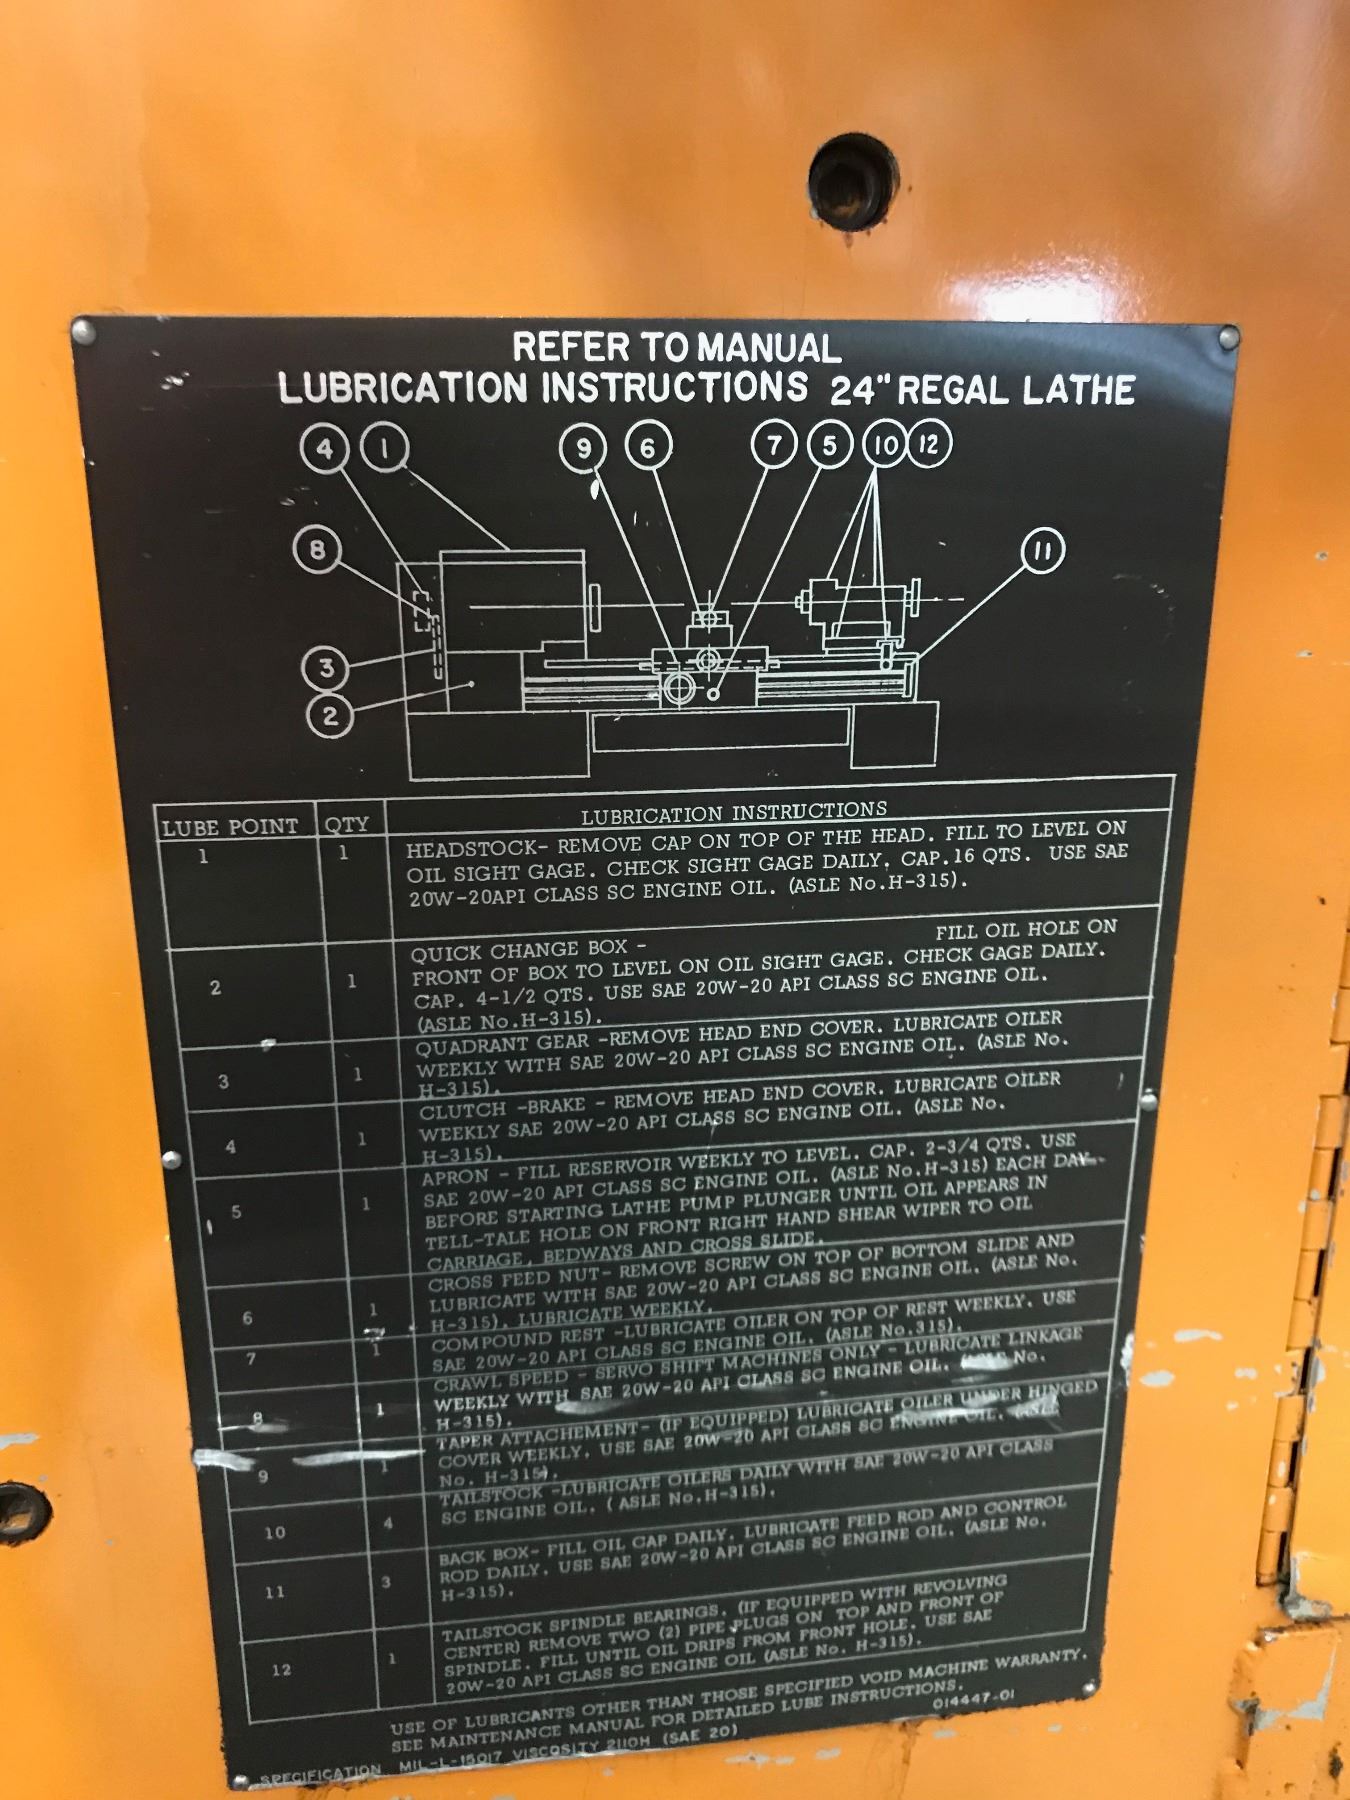 REFER TO MANUAL
LUBRICATION INSTRUCTIONS 24" REGAL LATHE
4 1 9 6 7 5 10 12
8 11
3
2
LUBE POINT QTY LUBRICATION INSTRUCTIONS
1 1 HEADSTOCK- REMOVE CAP ON TOP OF THE HEAD. FILL TO LEVEL ON
OIL SIGHT GAGE. CHECK SIGHT GAGE DAILY. CAP. 16 QTS. USE SAE
20W-20API CLASS SC ENGINE OIL. (ASLE No.H-315).
2 1 QUICK CHANGE BOX - FILL OIL HOLE ON
FRONT OF BOX TO LEVEL ON OIL SIGHT GAGE. CHECK GAGE DAILY.
CAP. 4-1/2 QTS. USE SAE 20W-20 API CLASS SC ENGINE OIL.
(ASLE No.H-315).
3 1 QUADRANT GEAR -REMOVE HEAD END COVER. LUBRICATE OILER
WEEKLY WITH SAE 20W-20 API CLASS SC ENGINE OIL. (ASLE No.
H-315).
4 1 CLUTCH -BRAKE - REMOVE HEAD END COVER. LUBRICATE OILER
WEEKLY SAE 20W-20 API CLASS SC ENGINE OIL. (ASLE No.
H-315).
5 1 APRON - FILL RESERVOIR WEEKLY TO LEVEL. CAP. 2-3/4 QTS. USE
SAE 20W-20 API CLASS SC ENGINE OIL. (ASLE No.H-315) EACH DAY
BEFORE STARTING LATHE PUMP PLUNGER UNTIL OIL APPEARS IN
TELL-TALE HOLE ON FRONT RIGHT HAND SHEAR WIPER TO OIL
CARRIAGE, BEDWAYS AND CROSS SLIDE.
6 1 CROSS FEED NUT- REMOVE SCREW ON TOP OF BOTTOM SLIDE AND
LUBRICATE WITH SAE 20W-20 API CLASS SC ENGINE OIL. (ASLE No.
H-315). LUBRICATE WEEKLY.
7 1 COMPOUND REST -LUBRICATE OILER ON TOP OF REST WEEKLY. USE
SAE 20W-20 API CLASS SC ENGINE OIL. (ASLE No.315).
8 1 CRAWL SPEED - SERVO SHIFT MACHINES ONLY - LUBRICATE LINKAGE
WEEKLY WITH SAE 20W-20 API CLASS SC ENGINE OIL. No.
H-315).
9 1 TAPER ATTACHEMENT- (IF EQUIPPED) LUBRICATE OILER UNDER HINGED
COVER WEEKLY. USE SAE 20W-20 API CLASS SC ENGINE OIL. (ASLE
No. H-315).
10 4 TAILSTOCK -LUBRICATE OILERS DAILY WITH SAE 20W-20 API CLASS
SC ENGINE OIL. ( ASLE No.H-315).
11 3 BACK BOX- FILL OIL CAP DAILY. LUBRICATE FEED ROD AND CONTROL
ROD DAILY. USE SAE 20W-20 API CLASS SC ENGINE OIL. (ASLE No.
H-315).
12 1 TAILSTOCK SPINDLE BEARINGS. (IF EQUIPPED WITH REVOLVING
CENTER) REMOVE TWO (2) PIPE PLUGS ON TOP AND FRONT OF
SPINDLE. FILL UNTIL OIL DRIPS FROM FRONT HOLE. USE SAE
20W-20 API CLASS SC ENGINE OIL (ASLE No. H-315).
USE OF LUBRICANTS OTHER THAN THOSE SPECIFIED VOID MACHINE WARRANTY.
SEE MAINTENANCE MANUAL FOR DETAILED LUBE INSTRUCTIONS.
014447-01
SPECIFICATION MIL-L-15017 VISCOSITY 2110H (SAE 20)